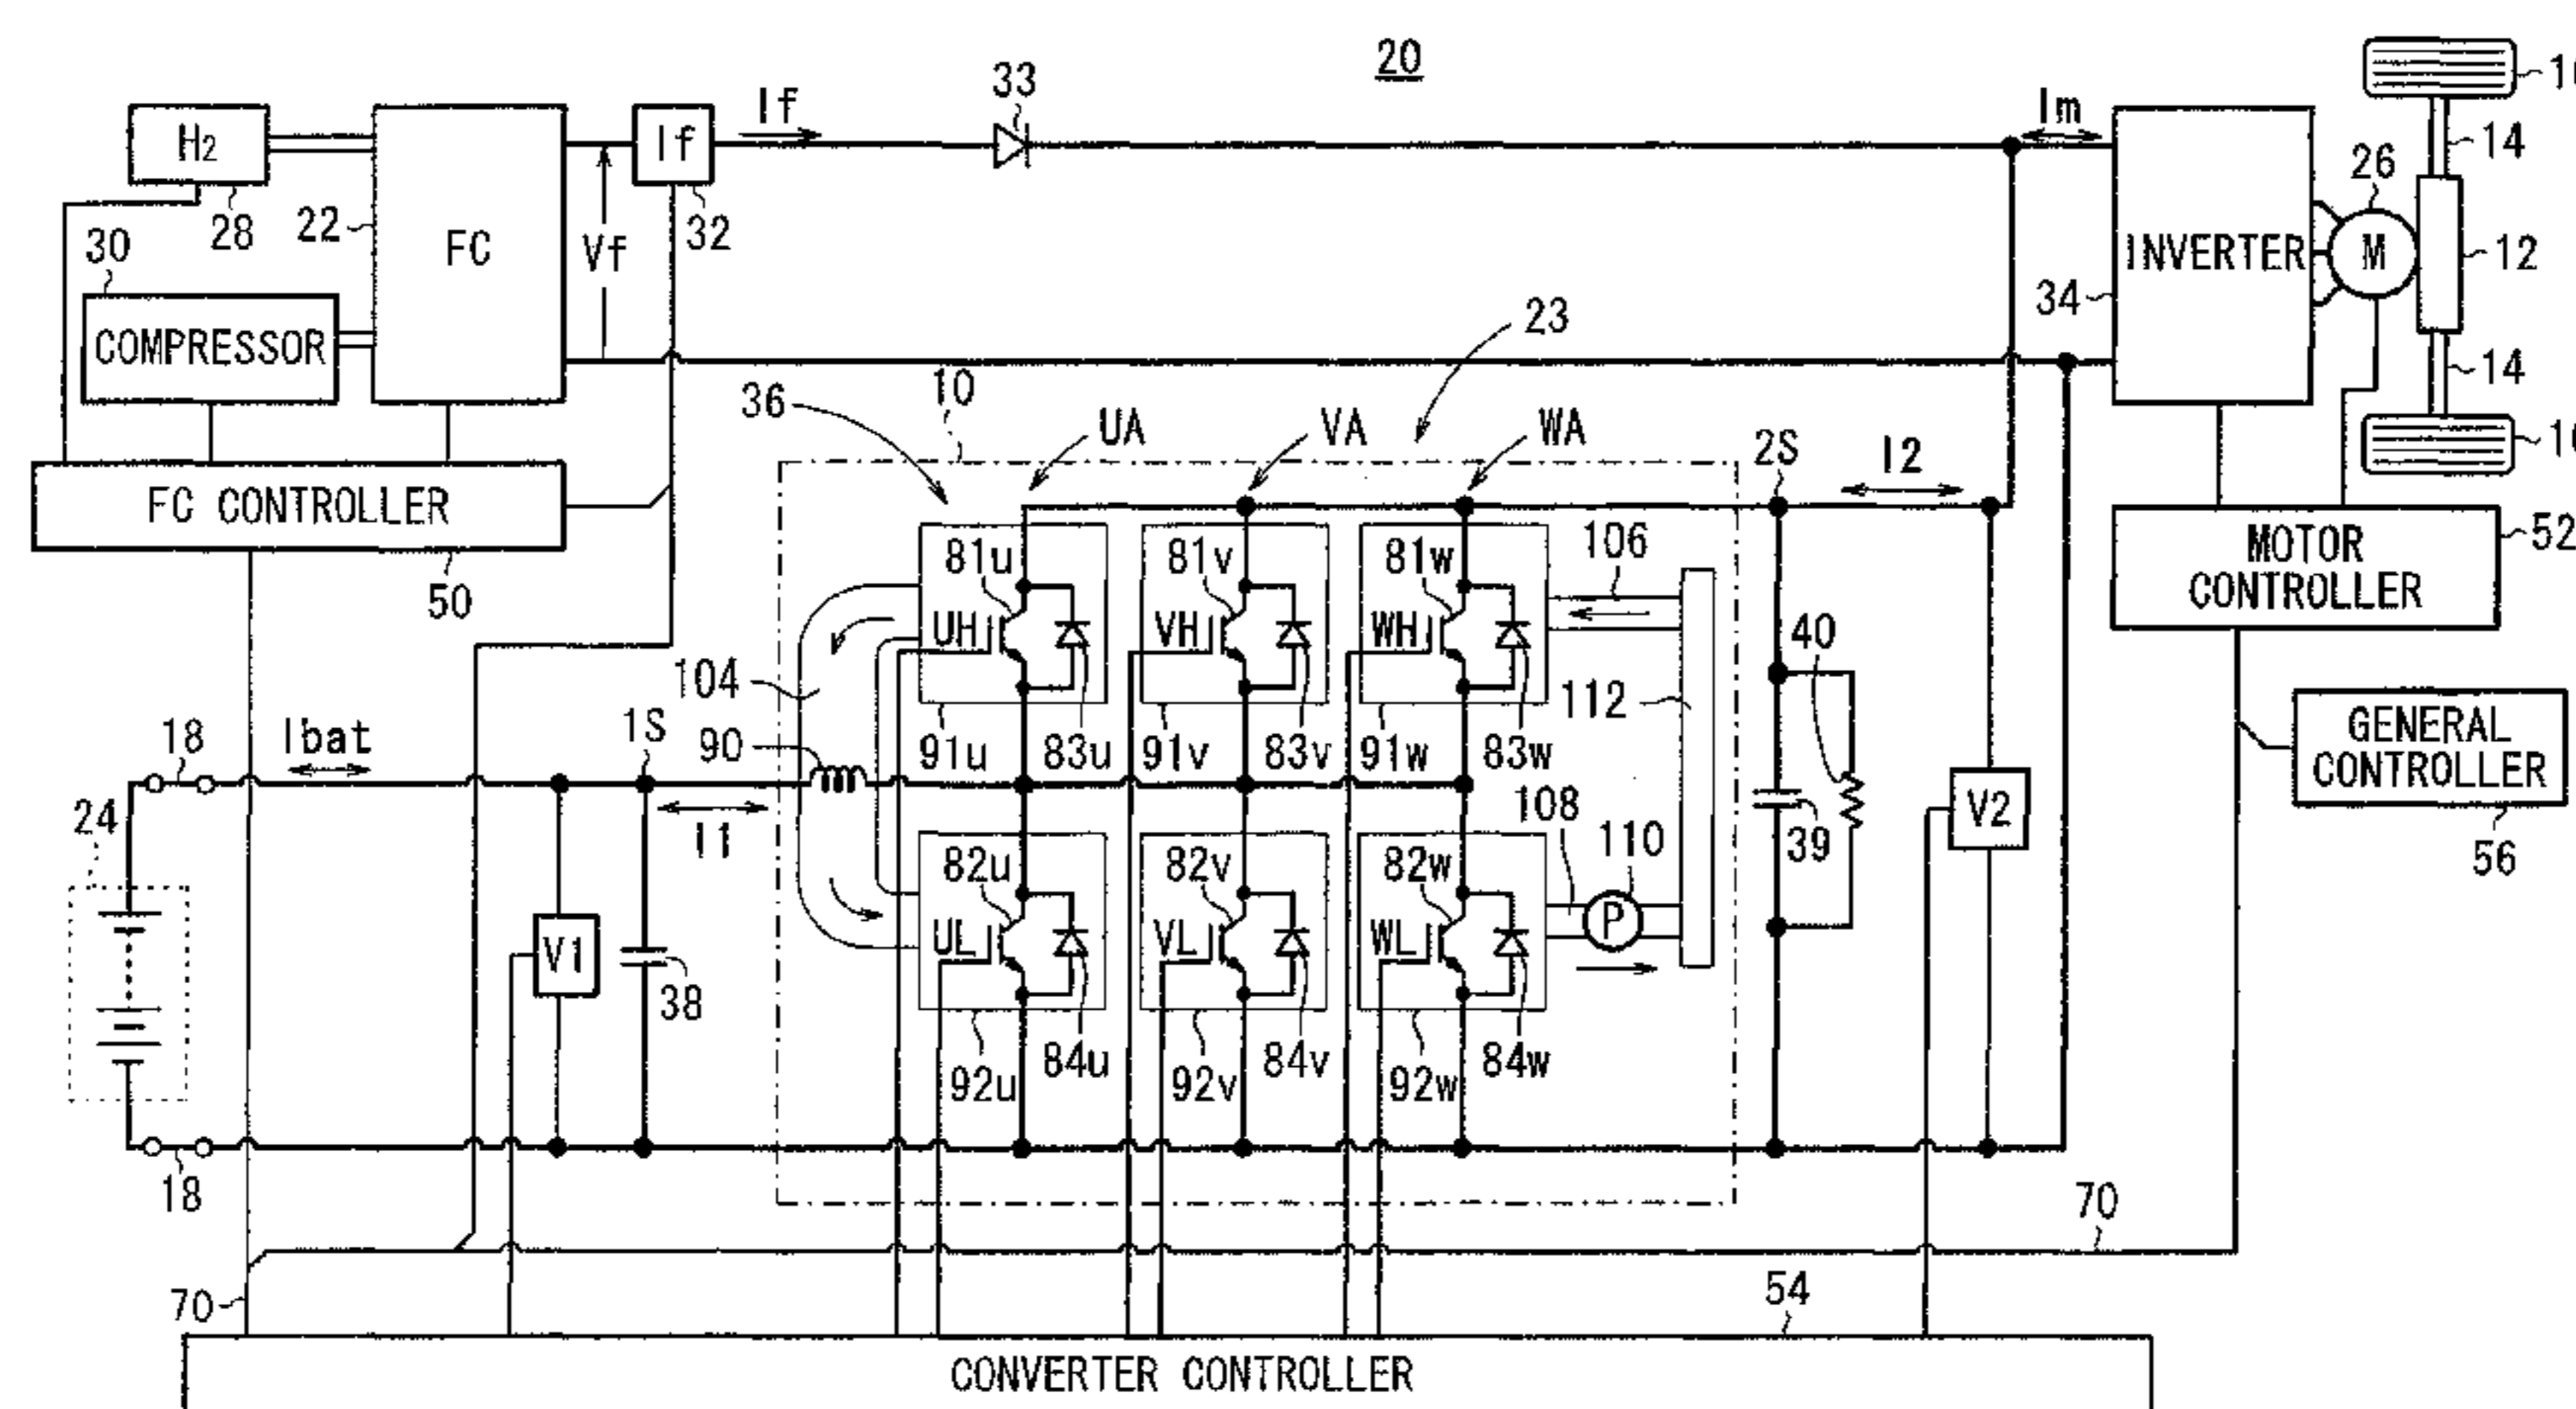 20
33
If
Im
16
H2
If
14
26
28
22
FC
Vf
32
INVERTER
M
12
30
34
COMPRESSOR
23
14
10
36
UA
VA
WA
2S
I2
FC CONTROLLER
MOTOR
CONTROLLER
52
50
81u
81v
81w
106
UH
VH
WH
40
104
112
GENERAL
CONTROLLER
18
Ibat
1S
90
91u
83u
91v
83v
91w
83w
24
I1
108
110
39
V2
56
82u
82v
82w
V1
UL
VL
WL
P
38
92u
84u
92v
84v
92w
84w
18
70
70
54
CONVERTER CONTROLLER